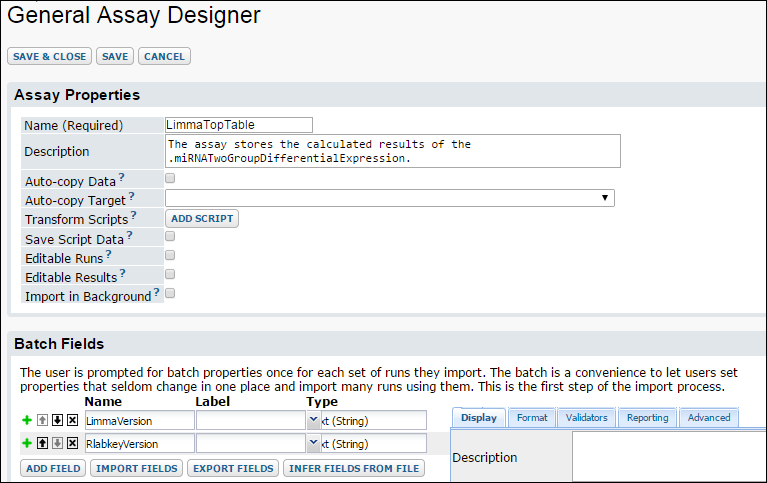 General Assay Designer
SAVE & CLOSE SAVE CANCEL
Assay Properties
Name (Required) LimmaTopTable
Description The assay stores the calculated results of the
.miRNATwoGroupDifferentialExpression.
Auto-copy Data ?
Auto-copy Target ?
Transform Scripts ? ADD SCRIPT
Save Script Data ?
Editable Runs ?
Editable Results ?
Import in Background ?
Batch Fields
The user is prompted for batch properties once for each set of runs they import. The batch is a convenience to let users set
properties that seldom change in one place and import many runs using them. This is the first step of the import process.
Name Label Type
LimmaVersion xt (String) Display Format Validators Reporting Advanced
RlabkeyVersion xt (String)
Description
ADD FIELD IMPORT FIELDS EXPORT FIELDS INFER FIELDS FROM FILE